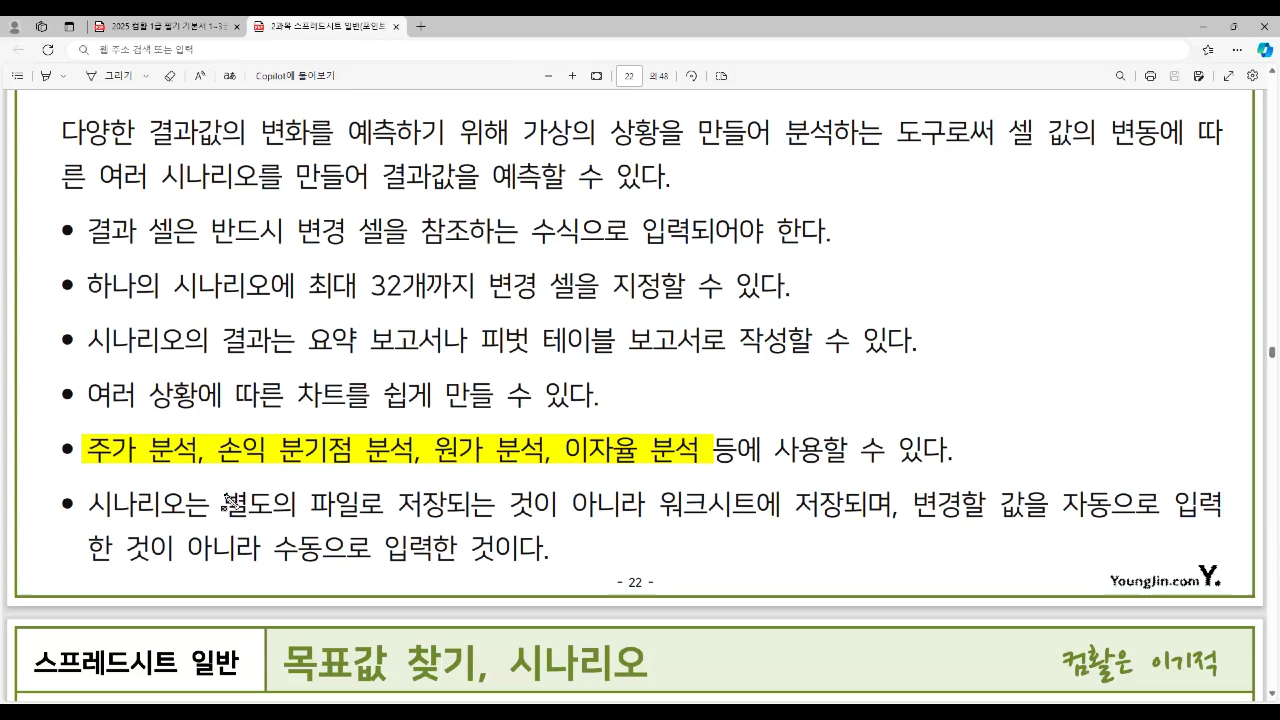 2025 컴활 1급 필기 기본서 1~3
2과목 스프레드시트 일반(포인트
웹 주소 검색 또는 입력
그리기
Copilot에 물어보기
22
의 48
다양한 결과값의 변화를 예측하기 위해 가상의 상황을 만들어 분석하는 도구로써 셀 값의 변동에 따
른 여러 시나리오를 만들어 결과값을 예측할 수 있다.
• 결과 셀은 반드시 변경 셀을 참조하는 수식으로 입력되어야 한다.
• 하나의 시나리오에 최대 32개까지 변경 셀을 지정할 수 있다.
• 시나리오의 결과는 요약 보고서나 피벗 테이블 보고서로 작성할 수 있다.
• 여러 상황에 따른 차트를 쉽게 만들 수 있다.
• 주가 분석, 손익 분기점 분석, 원가 분석, 이자율 분석 등에 사용할 수 있다.
• 시나리오는 별도의 파일로 저장되는 것이 아니라 워크시트에 저장되며, 변경할 값을 자동으로 입력
한 것이 아니라 수동으로 입력한 것이다.
- 22 -
YoungJin.com Y.
스프레드시트 일반
목표값 찾기, 시나리오
컴활은 이기적